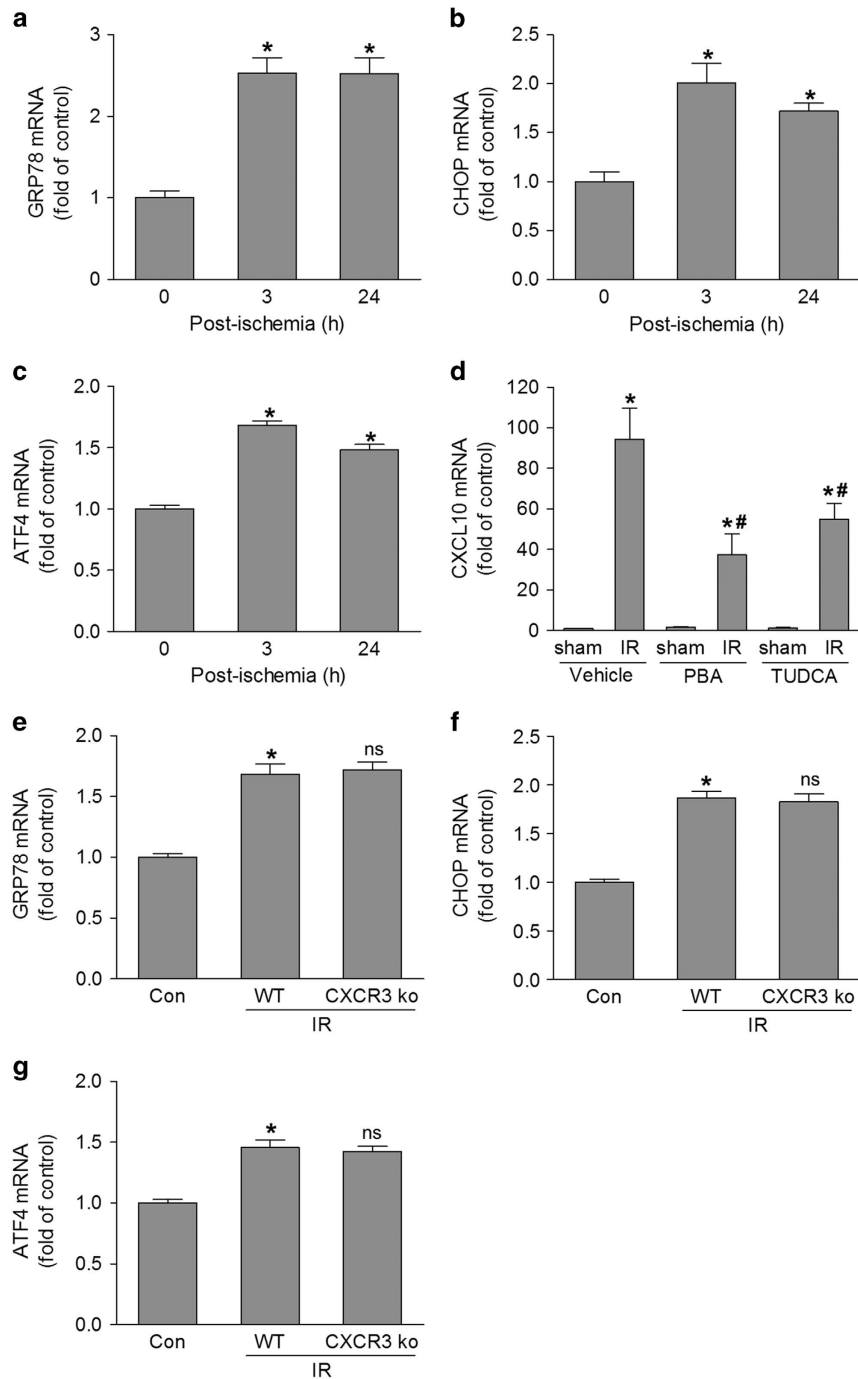 a
GRP78 mRNA
(fold of control)
3
2
1
0
*
*
0 3 24
Post-ischemia (h)
b
CHOP mRNA
(fold of control)
2.5
2.0
1.5
1.0
0.5
0.0
*
*
0 3 24
Post-ischemia (h)
c
ATF4 mRNA
(fold of control)
2.0
1.5
1.0
0.5
0.0
*
*
0 3 24
Post-ischemia (h)
d
CXCL10 mRNA
(fold of control)
120
100
80
60
40
20
0
*
*#
*#
sham IR sham IR sham IR
Vehicle PBA TUDCA
e
GRP78 mRNA
(fold of control)
2.0
1.5
1.0
0.5
0.0
*
ns
Con WT CXCR3 ko
IR
f
CHOP mRNA
(fold of control)
2.5
2.0
1.5
1.0
0.5
0.0
*
ns
Con WT CXCR3 ko
IR
g
ATF4 mRNA
(fold of control)
2.0
1.5
1.0
0.5
0.0
*
ns
Con WT CXCR3 ko
IR